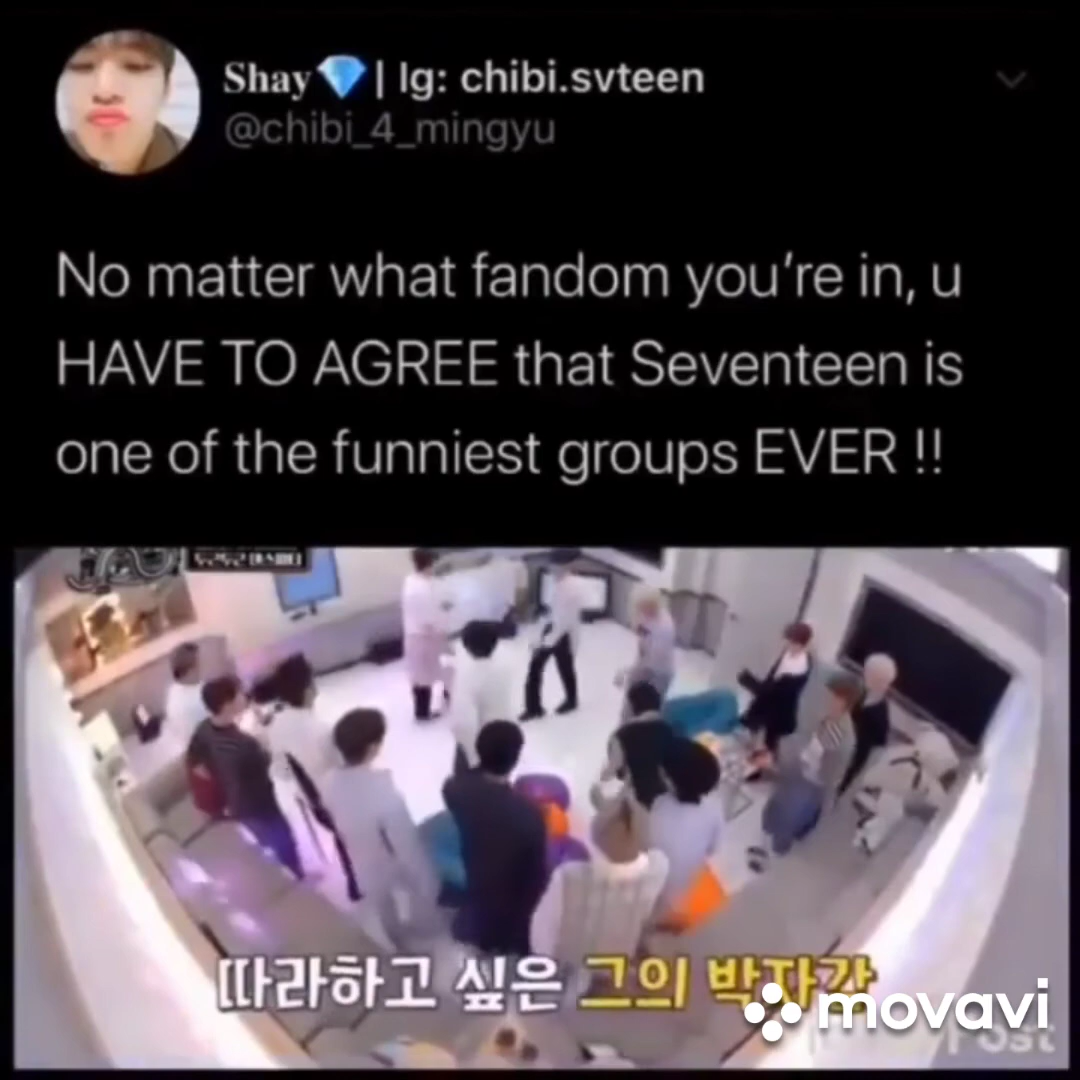 Shay💎| Ig: chibi.svteen
@chibi_4_mingyu
No matter what fandom you're in, u
HAVE TO AGREE that Seventeen is
one of the funniest groups EVER !!
따라하고 싶은 그의 박자감
movavi
Post